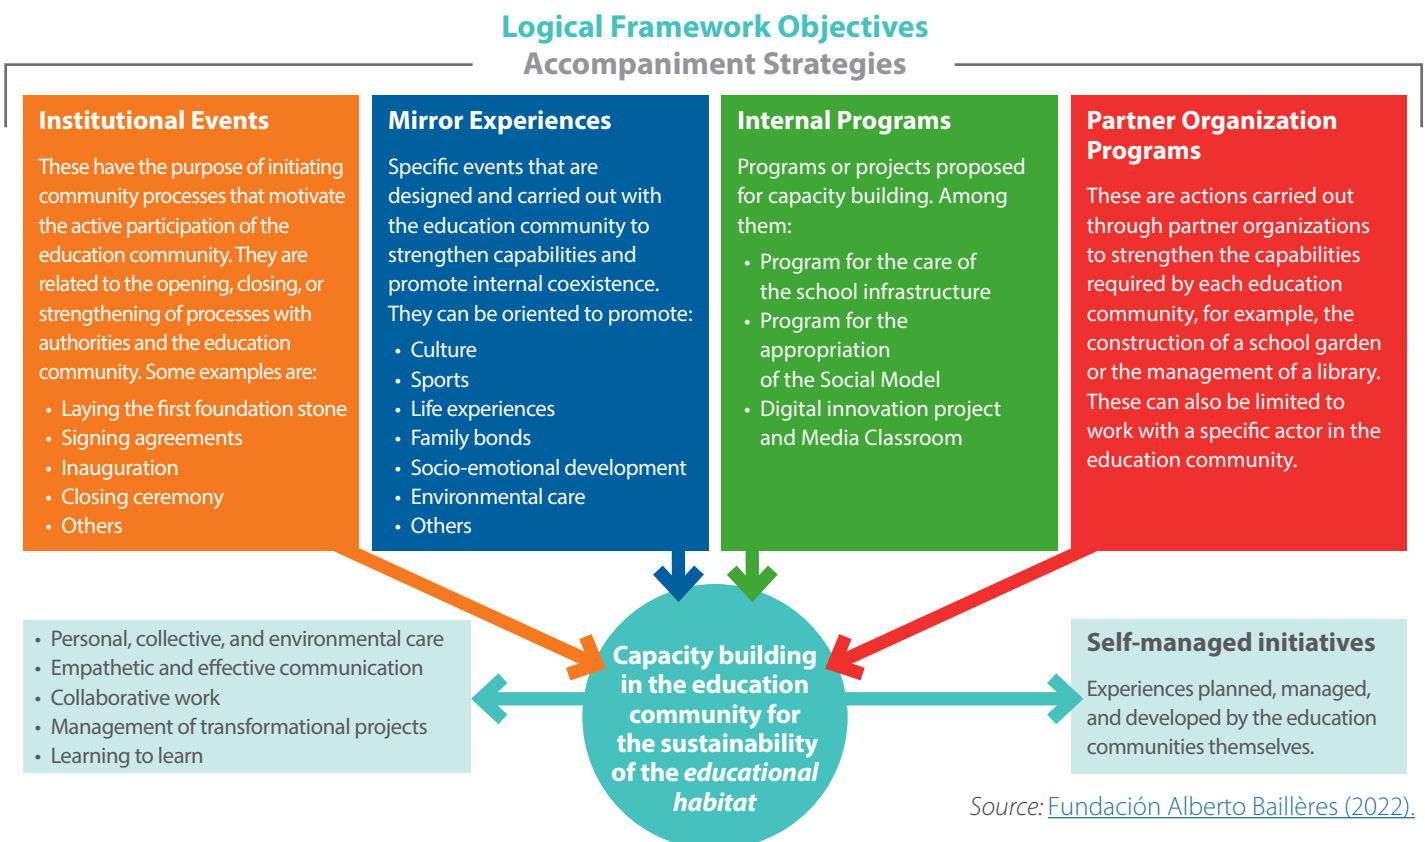 Logical Framework Objectives
Accompaniment Strategies
Institutional Events
These have the purpose of initiating
community processes that motivate
the active participation of the
education community. They are
related to the opening, closing, or
strengthening of processes with
authorities and the education
community. Some examples are:
• Laying the first foundation stone
• Signing agreements
• Inauguration
• Closing ceremony
• Others
Mirror Experiences
Specific events that are
designed and carried out with
the education community to
strengthen capabilities and
promote internal coexistence.
They can be oriented to promote:
• Culture
• Sports
• Life experiences
• Family bonds
• Socio-emotional development
• Environmental care
• Others
Internal Programs
Programs or projects proposed
for capacity building. Among
them:
• Program for the care of
the school infrastructure
• Program for the
appropriation
of the Social Model
• Digital innovation project
and Media Classroom
Partner Organization
Programs
These are actions carried out
through partner organizations
to strengthen the capabilities
required by each education
community, for example, the
construction of a school garden
or the management of a library.
These can also be limited to
work with a specific actor in the
education community.
• Personal, collective, and environmental care
• Empathetic and effective communication
• Collaborative work
• Management of transformational projects
• Learning to learn
Capacity building
in the education
community for
the sustainability
of the educational
habitat
Self-managed initiatives
Experiences planned, managed,
and developed by the education
communities themselves.
Source: Fundación Alberto Baillères (2022).